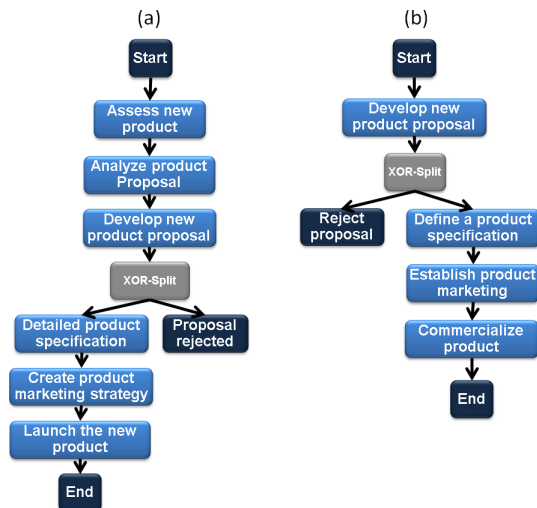 (a)
Start
Assess new
product
Analyze product
Proposal
Develop new
product proposal
XOR-Split
Detailed product
specification
Proposal
rejected
Create product
marketing strategy
Launch the new
product
End
(b)
Start
Develop new
product proposal
XOR-Split
Reject
proposal
Define a product
specification
Establish product
marketing
Commercialize
product
End